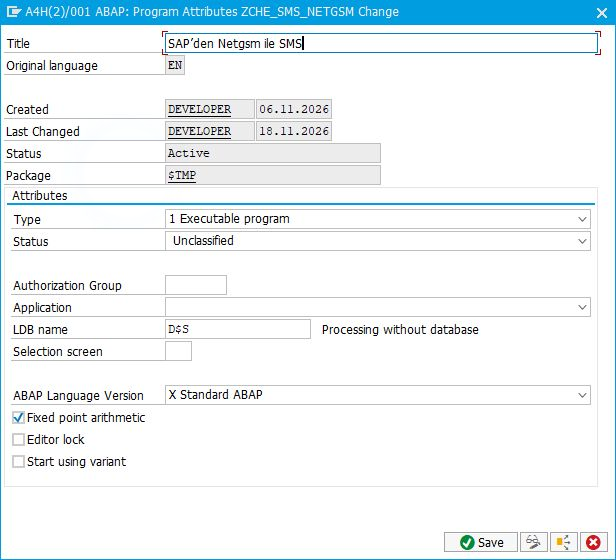 A4H(2)/001 ABAP: Program Attributes ZCHE_SMS_NETGSM Change
Title SAP’den Netgsm ile SMS
Original language EN
Created DEVELOPER 06.11.2026
Last Changed DEVELOPER 18.11.2026
Status Active
Package $TMP
Attributes
Type 1 Executable program
Status Unclassified
Authorization Group
Application
LDB name D$S Processing without database
Selection screen
ABAP Language Version X Standard ABAP
Fixed point arithmetic
Editor lock
Start using variant
Save